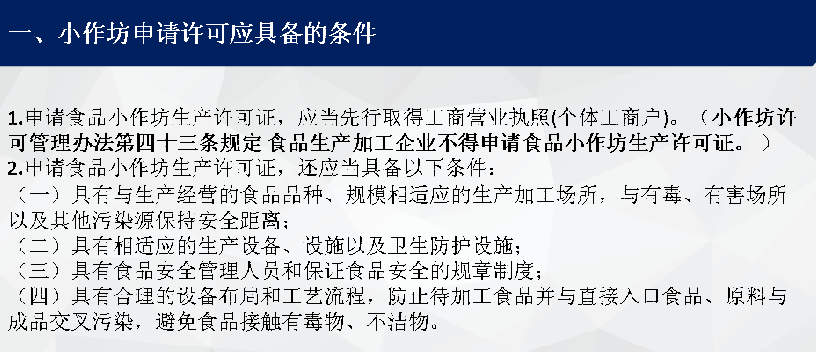 一、小作坊申请许可应具备的条件
1.申请食品小作坊生产许可证，应当先行取得工商营业执照(个体工商户)。（小作坊许
可管理办法第四十三条规定 食品生产加工企业不得申请食品小作坊生产许可证。）
2.申请食品小作坊生产许可证，还应当具备以下条件：
（一）具有与生产经营的食品品种、规模相适应的生产加工场所，与有毒、有害场所
以及其他污染源保持安全距离；
（二）具有相适应的生产设备、设施以及卫生防护设施；
（三）具有食品安全管理人员和保证食品安全的规章制度；
（四）具有合理的设备布局和工艺流程，防止待加工食品并与直接入口食品、原料与
成品交叉污染，避免食品接触有毒物、不洁物。